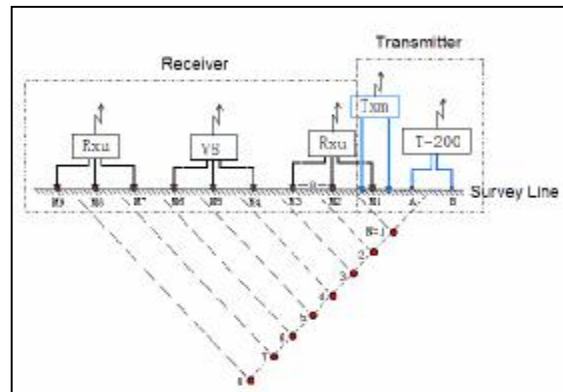 Transmitter
Receiver
Txm
Rxu
V8
Rxu
T-200
Survey Line
M9 M8 M7 M6 M5 M4 M3 M2 M1 A B
N=1
2
3
4
5
6
7
8